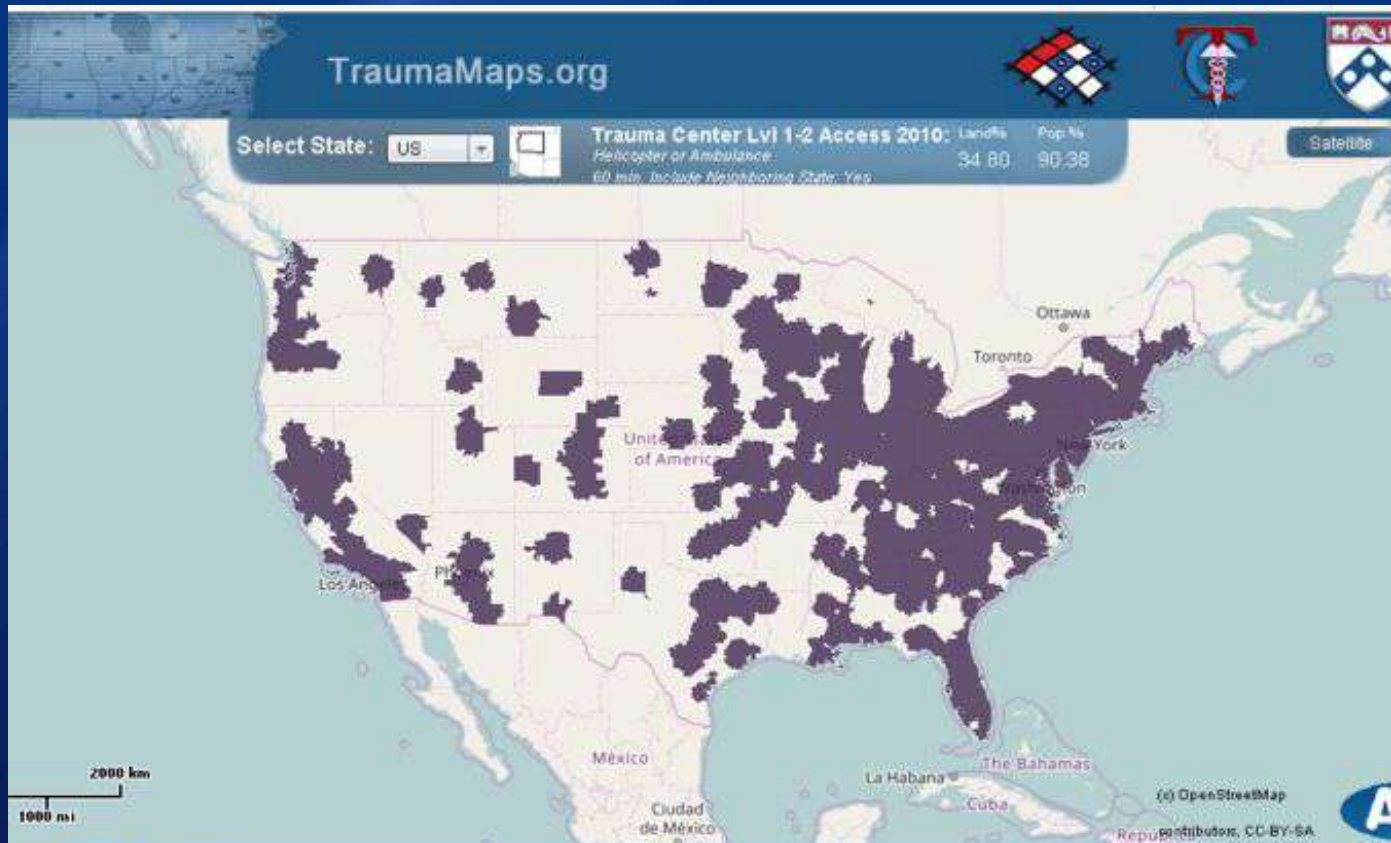 TraumaMaps.org
Select State: US
Trauma Center Lvl 1-2 Access 2010: Land% Pop.%
Helicopter or Ambulance 34.80 90.38
60 min. Include Neighboring State: Yes
Satellite
Ottawa
Toronto
United States
of America
New York
Washington
Los Angeles
Phoenix
México
Ciudad
de México
La Habana
The Bahamas
Cuba
2000 km
1000 mi
(c) OpenStreetMap
contributors, CC-BY-SA